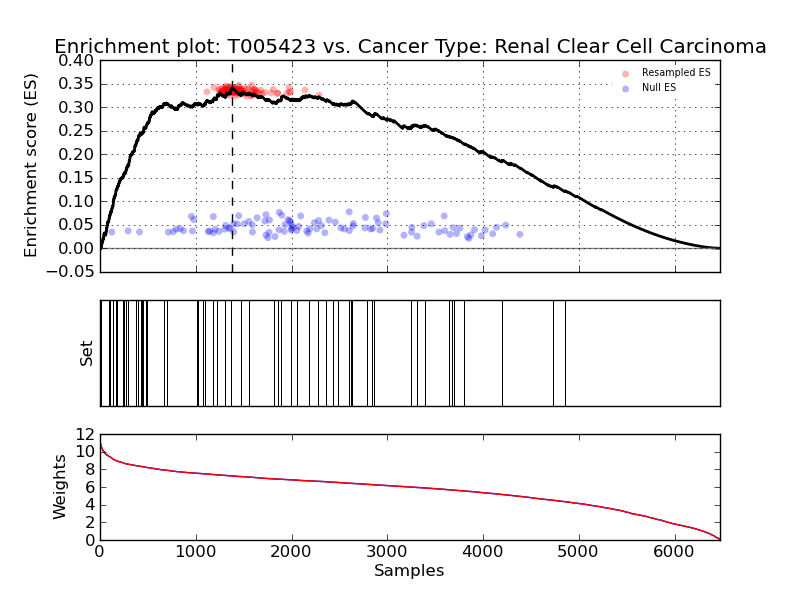 Enrichment plot: T005423 vs. Cancer Type: Renal Clear Cell Carcinoma
0.40
0.35
0.30
0.25
0.20
0.15
0.10
0.05
0.00
−0.05
Enrichment score (ES)
Resampled ES
Null ES
Set
12
10
8
6
4
2
0
Weights
0 1000 2000 3000 4000 5000 6000
Samples